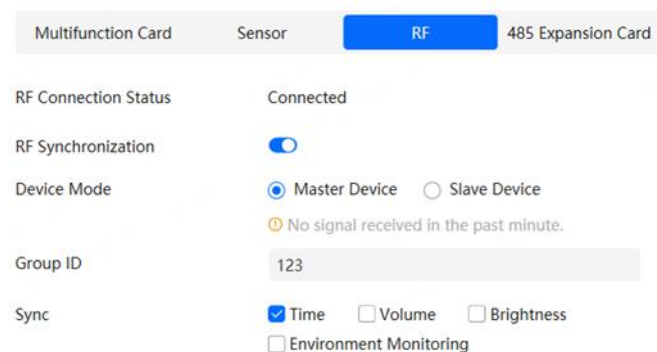 Multifunction Card Sensor RF 485 Expansion Card
RF Connection Status Connected
RF Synchronization
Device Mode Master Device Slave Device
No signal received in the past minute.
Group ID 123
Sync Time Volume Brightness
Environment Monitoring